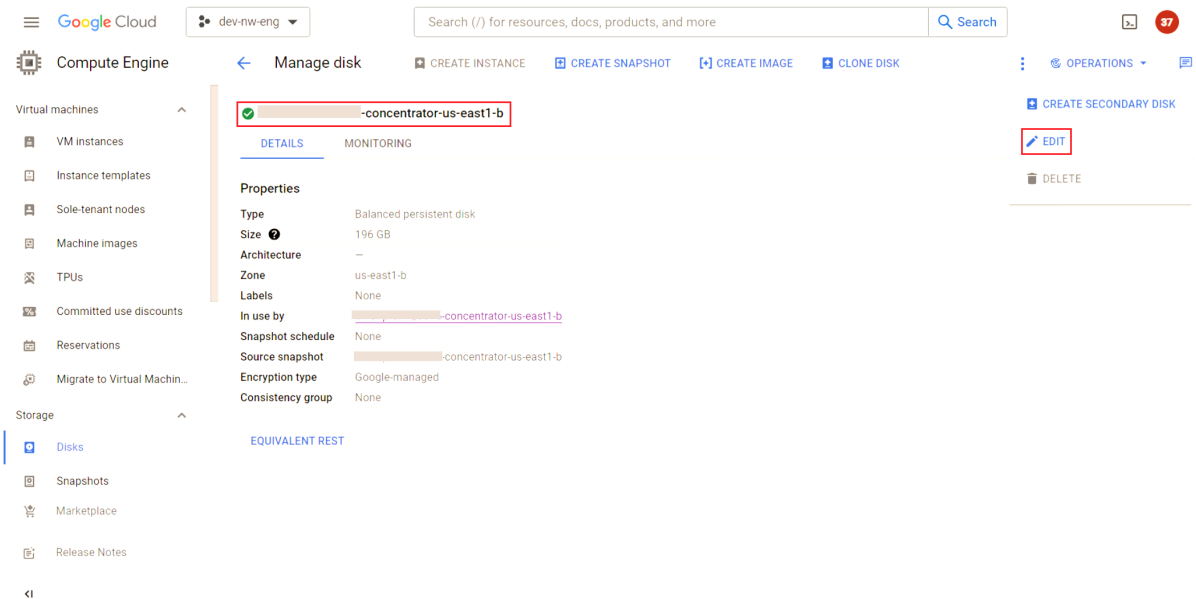 Google Cloud
dev-nw-eng
Search (/) for resources, docs, products, and more
Search
37
Compute Engine
Manage disk
CREATE INSTANCE
CREATE SNAPSHOT
CREATE IMAGE
CLONE DISK
OPERATIONS
CREATE SECONDARY DISK
EDIT
DELETE
Virtual machines
VM instances
Instance templates
Sole-tenant nodes
Machine images
TPUs
Committed use discounts
Reservations
Migrate to Virtual Machin...
Storage
Disks
Snapshots
Marketplace
Release Notes
-concentrator-us-east1-b
DETAILS
MONITORING
Properties
Type Balanced persistent disk
Size 196 GB
Architecture —
Zone us-east1-b
Labels None
In use by -concentrator-us-east1-b
Snapshot schedule None
Source snapshot -concentrator-us-east1-b
Encryption type Google-managed
Consistency group None
EQUIVALENT REST